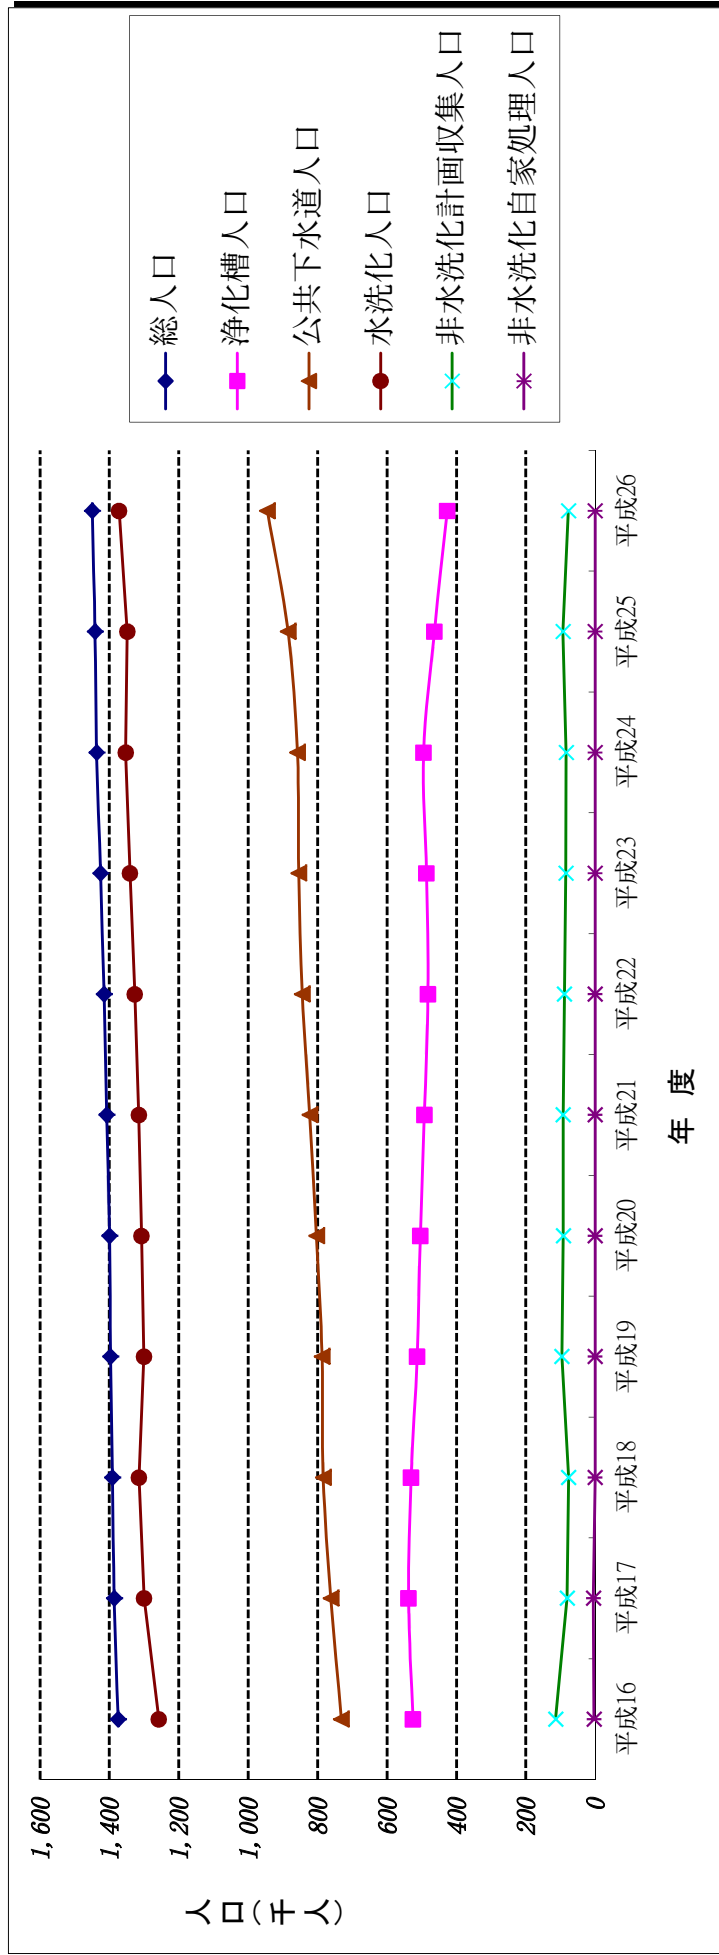 1,600
1,400
1,200
1,000
800
600
400
200
0
人口(千人)
平成16
平成17
平成18
平成19
平成20
平成21
平成22
平成23
平成24
平成25
平成26
年 度
総人口
浄化槽人口
公共下水道人口
水洗化人口
非水洗化計画収集人口
非水洗化自家処理人口